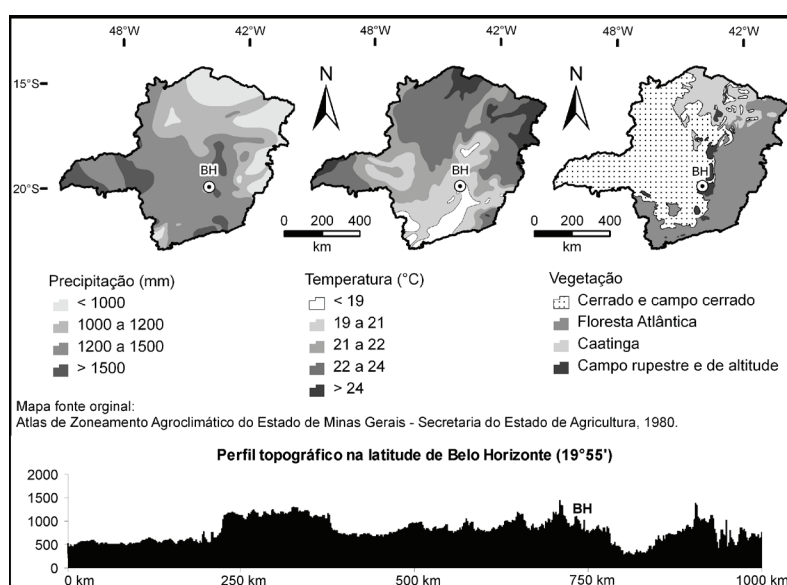 48°W 42°W 48°W 42°W 48°W 42°W
15°S
N N
BH BH BH
20°S
0 200 400 0 200 400
km km
Precipitação (mm)
< 1000
1000 a 1200
1200 a 1500
> 1500
Temperatura (°C)
< 19
19 a 21
21 a 22
22 a 24
> 24
Vegetação
Cerrado e campo cerrado
Floresta Atlântica
Caatinga
Campo rupestre e de altitude
Mapa fonte orginal:
Atlas de Zoneamento Agroclimático do Estado de Minas Gerais - Secretaria do Estado de Agricultura, 1980.
Perfil topográfico na latitude de Belo Horizonte (19°55')
2000
1500
BH
1000
500
0
0 km 250 km 500 km 750 km 1000 km